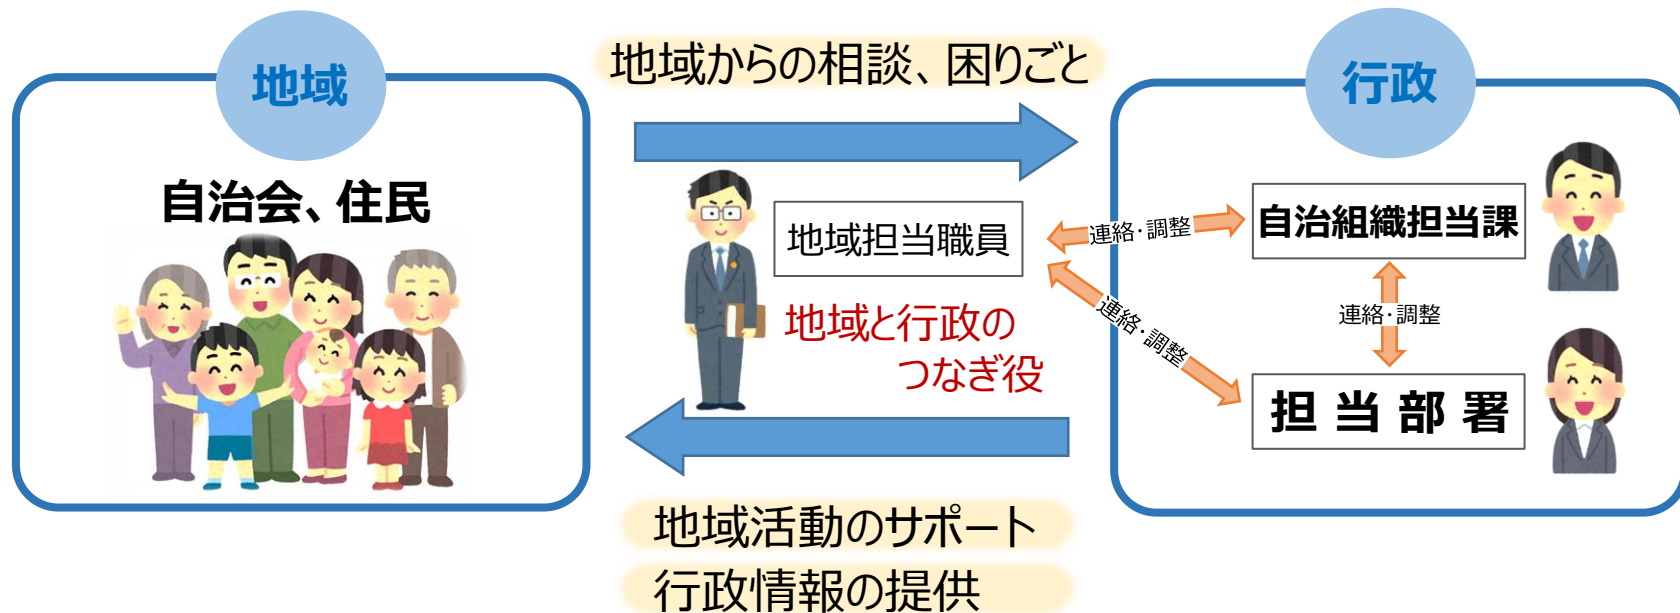 地域
自治会、住民
地域からの相談、困りごと
地域担当職員
地域と行政の
つなぎ役
地域活動のサポート
行政情報の提供
行政
連絡・調整
自治組織担当課
連絡・調整
連絡・調整
担当部署